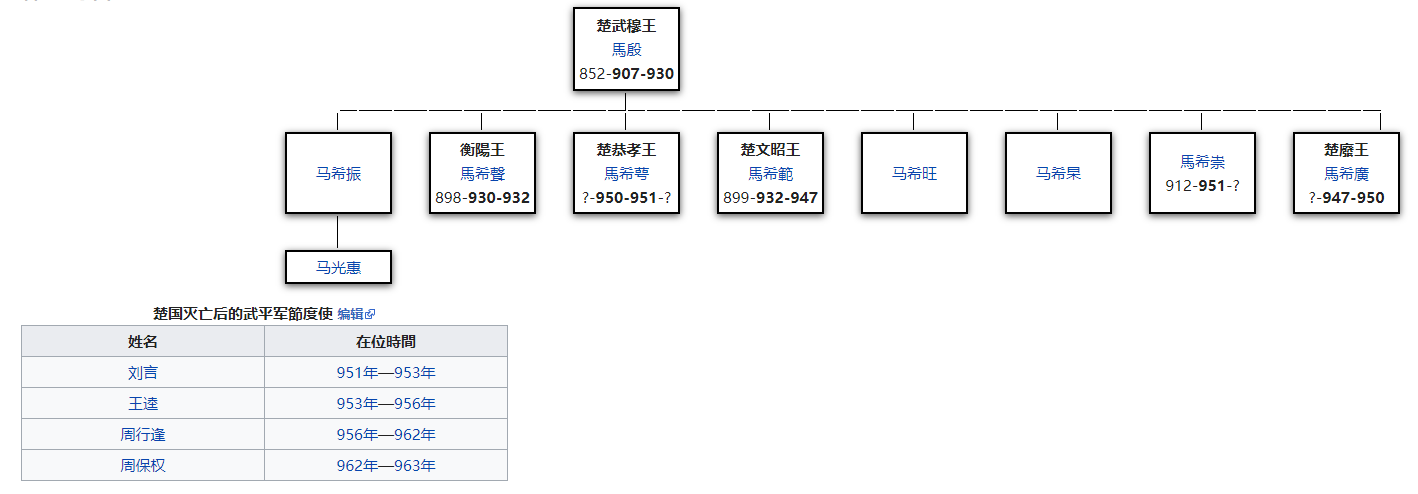 楚武穆王
馬殷
852-907-930
马希振
衡陽王
馬希聲
898-930-932
楚恭孝王
馬希萼
?-950-951-?
楚文昭王
馬希範
899-932-947
马希旺
马希杲
馬希崇
912-951-?
楚廢王
馬希廣
?-947-950
马光惠
楚国灭亡后的武平军節度使 编辑
姓名 在位時間
刘言 951年—953年
王逵 953年—956年
周行逢 956年—962年
周保权 962年—963年